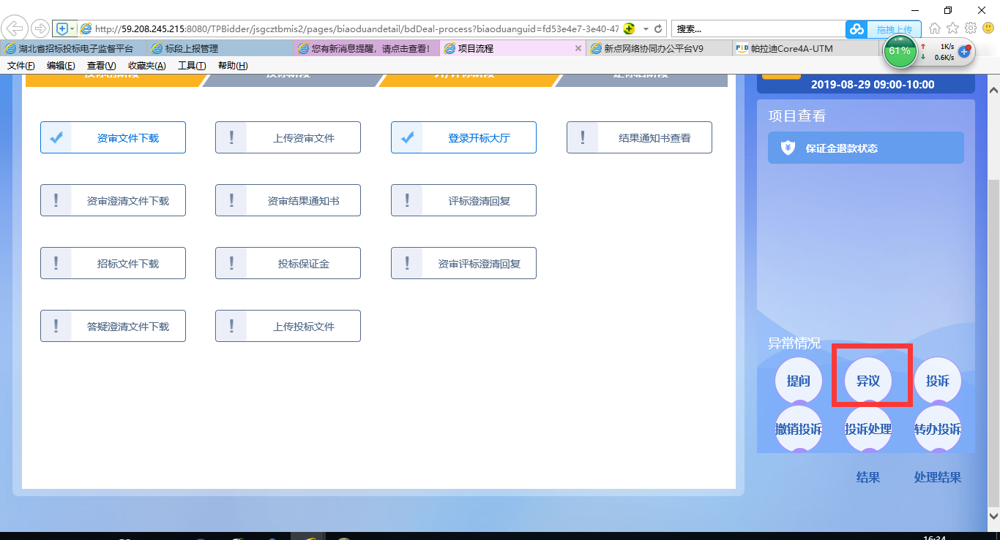 http://59.208.245.215:8080/TPBidder/jsgcztbmis2/pages/biaoduandetail/bdDeal-process?biaoduanguid=fd53e4e7-3e40-47
搜索...
拖拽上传
湖北省招标投标电子监督平台
标段上报管理
您有新消息提醒，请点击查看！
项目流程
新点网络协同办公平台V9
帕拉迪Core4A-UTM
61%
1K/s
0.6K/s
文件(F) 编辑(E) 查看(V) 收藏夹(A) 工具(T) 帮助(H)
2019-08-29 09:00-10:00
项目查看
保证金退款状态
资审文件下载
上传资审文件
登录开标大厅
结果通知书查看
资审澄清文件下载
资审结果通知书
评标澄清回复
招标文件下载
投标保证金
资审评标澄清回复
答疑澄清文件下载
上传投标文件
异常情况
提问
异议
投诉
撤销投诉
投诉处理
转办投诉
结果
处理结果